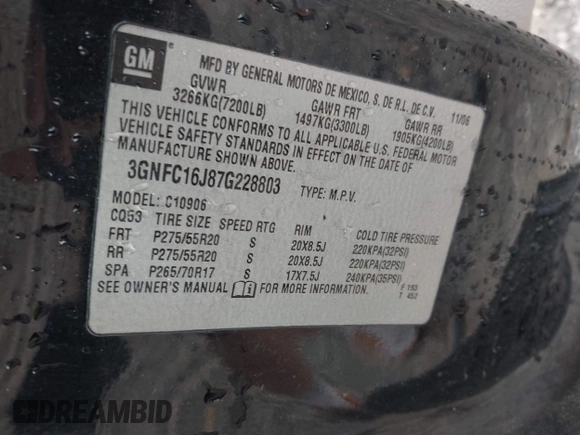 GM
MFD BY GENERAL MOTORS DE MEXICO, S. DE R.L. DE C.V.
11/06
GVWR GAWR FRT GAWR RR
3266KG(7200LB) 1497KG(3300LB) 1905KG(4200LB)
THIS VEHICLE CONFORMS TO ALL APPLICABLE U.S. FEDERAL MOTOR
VEHICLE SAFETY STANDARDS IN EFFECT ON THE DATE OF
MANUFACTURE SHOWN ABOVE.
3GNFC16J87G228803 TYPE: M.P.V.
MODEL: C10906
CQ53 TIRE SIZE SPEED RTG RIM COLD TIRE PRESSURE
FRT P275/55R20 S 20X8.5J 220KPA(32PSI)
RR P275/55R20 S 20X8.5J 220KPA(32PSI)
SPA P265/70R17 S 17X7.5J 240KPA(35PSI)
SEE OWNER'S MANUAL FOR MORE INFORMATION.
F 193
T 452
DREAMBID